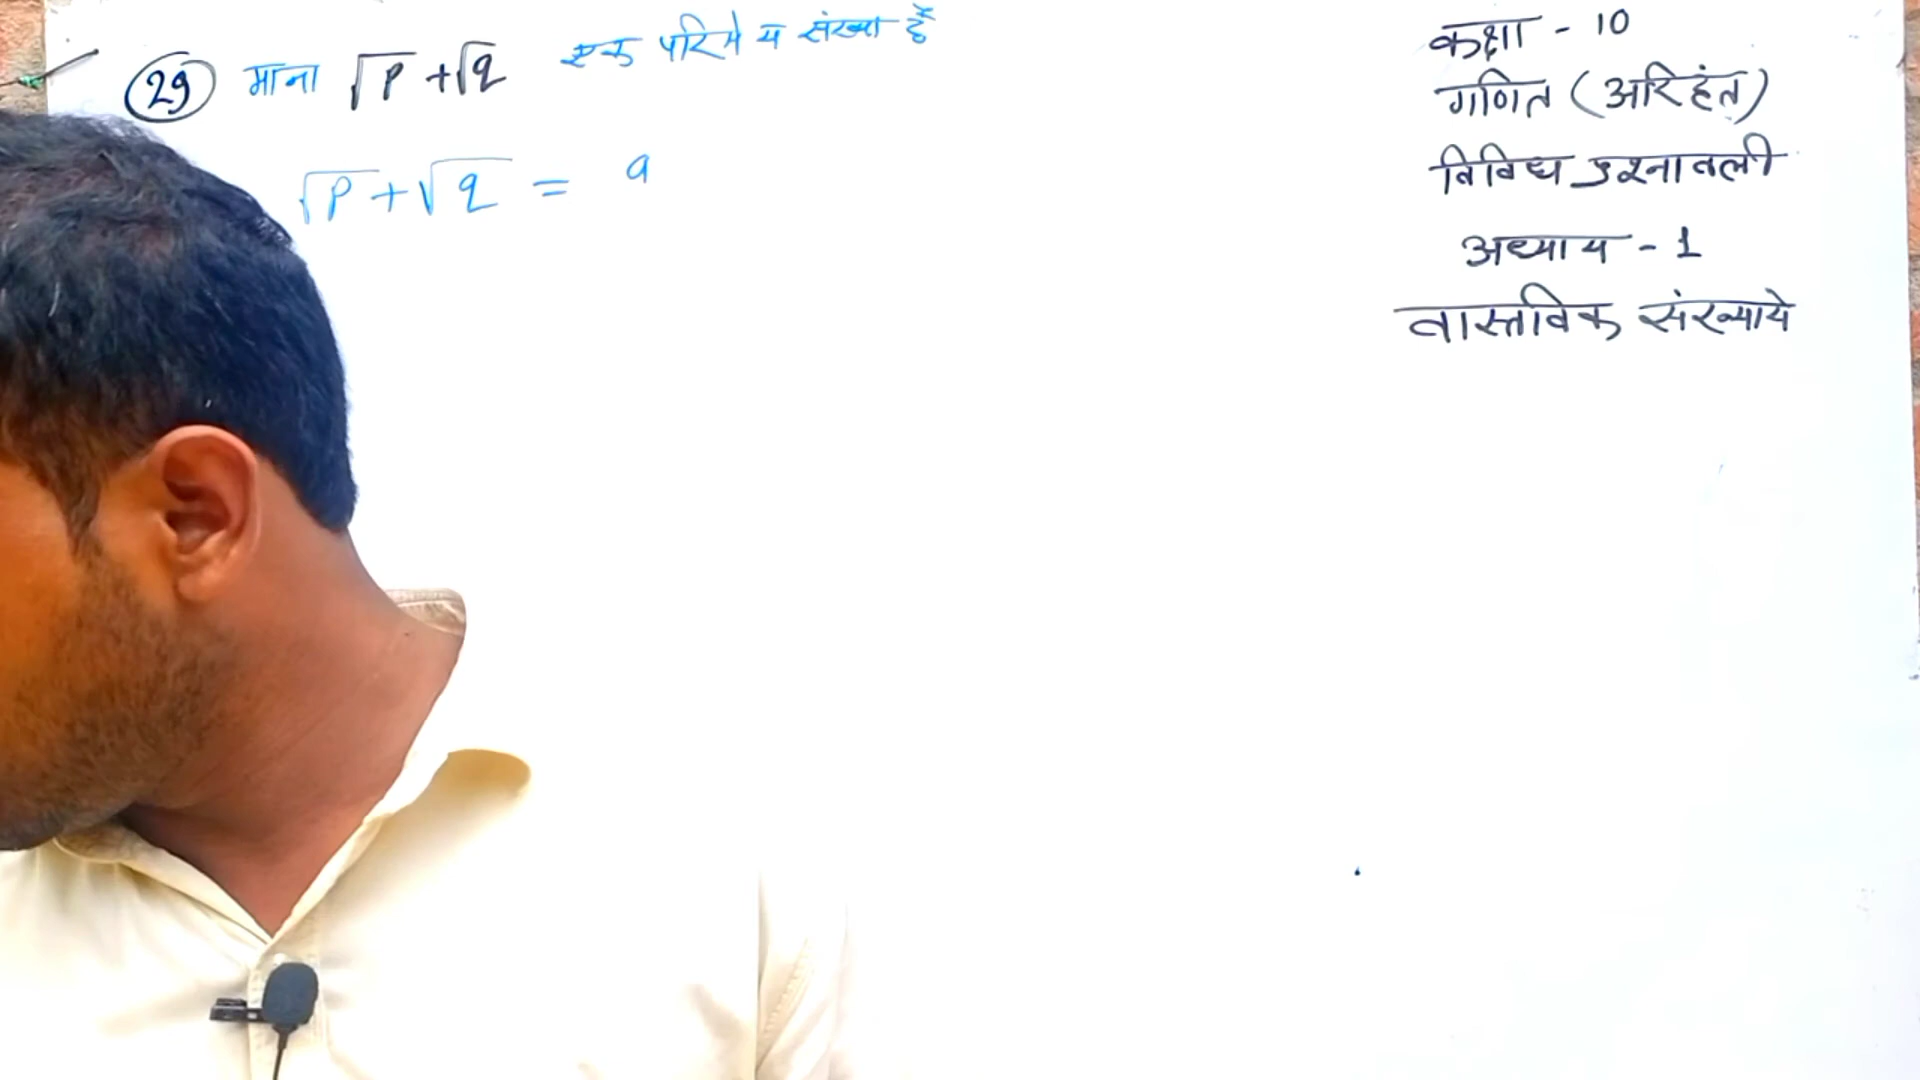 (29) माना √p + √q एक परिमेय संख्या है
√p + √q = a
कक्षा - 10
गणित (अरिहंत)
विविध प्रश्नावली
अध्याय - 1
वास्तविक संख्याये